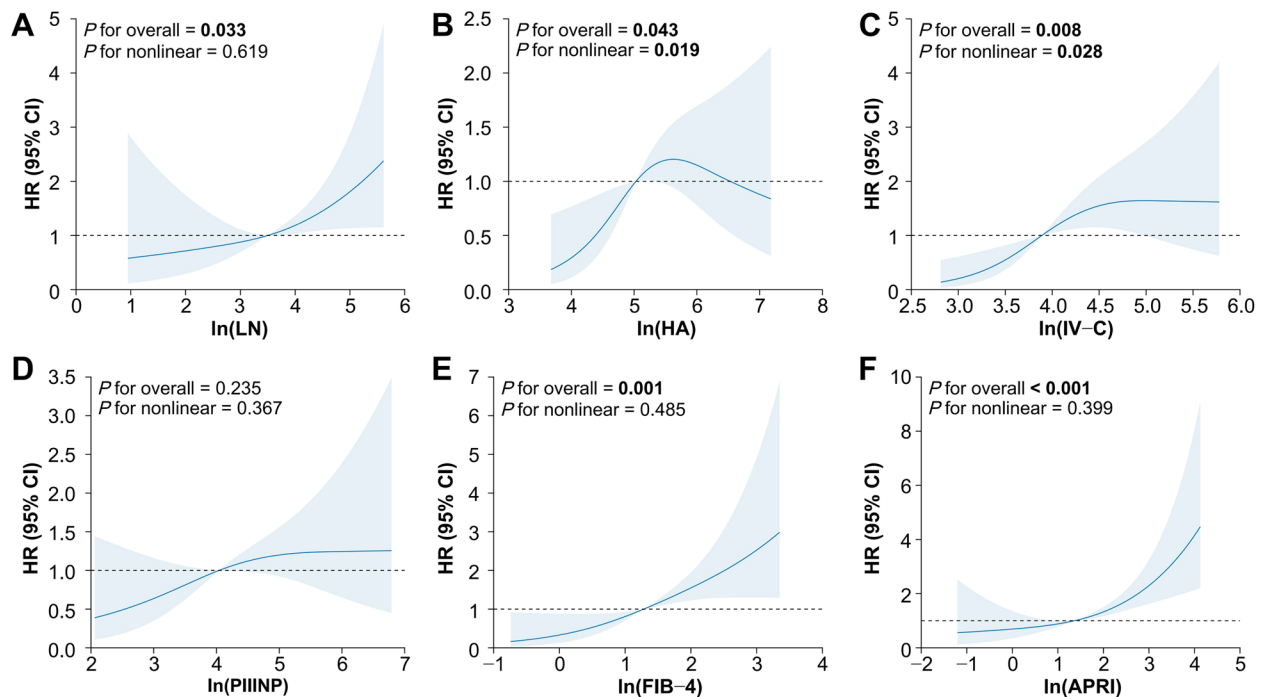 A
P for overall = 0.033
P for nonlinear = 0.619
HR (95% CI)
5
4
3
2
1
0
0 1 2 3 4 5 6
ln(LN)
B
P for overall = 0.043
P for nonlinear = 0.019
HR (95% CI)
2.5
2.0
1.5
1.0
0.5
0.0
3 4 5 6 7 8
ln(HA)
C
P for overall = 0.008
P for nonlinear = 0.028
HR (95% CI)
5
4
3
2
1
0
2.5 3.0 3.5 4.0 4.5 5.0 5.5 6.0
ln(IV−C)
D
P for overall = 0.235
P for nonlinear = 0.367
HR (95% CI)
3.5
3.0
2.5
2.0
1.5
1.0
0.5
0.0
2 3 4 5 6 7
ln(PIIINP)
E
P for overall = 0.001
P for nonlinear = 0.485
HR (95% CI)
7
6
5
4
3
2
1
0
−1 0 1 2 3 4
ln(FIB−4)
F
P for overall < 0.001
P for nonlinear = 0.399
HR (95% CI)
10
8
6
4
2
0
−2 −1 0 1 2 3 4 5
ln(APRI)